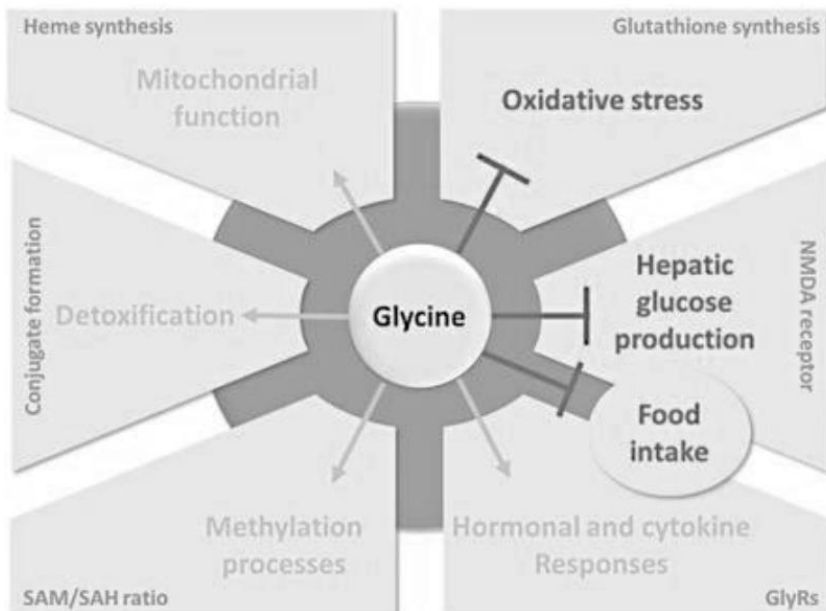 Heme synthesis
Glutathione synthesis
Mitochondrial
function
Oxidative stress
Conjugate formation
Detoxification
Glycine
Hepatic
glucose
production
NMDA receptor
Food
intake
Methylation
processes
Hormonal and cytokine
Responses
SAM/SAH ratio
GlyRs